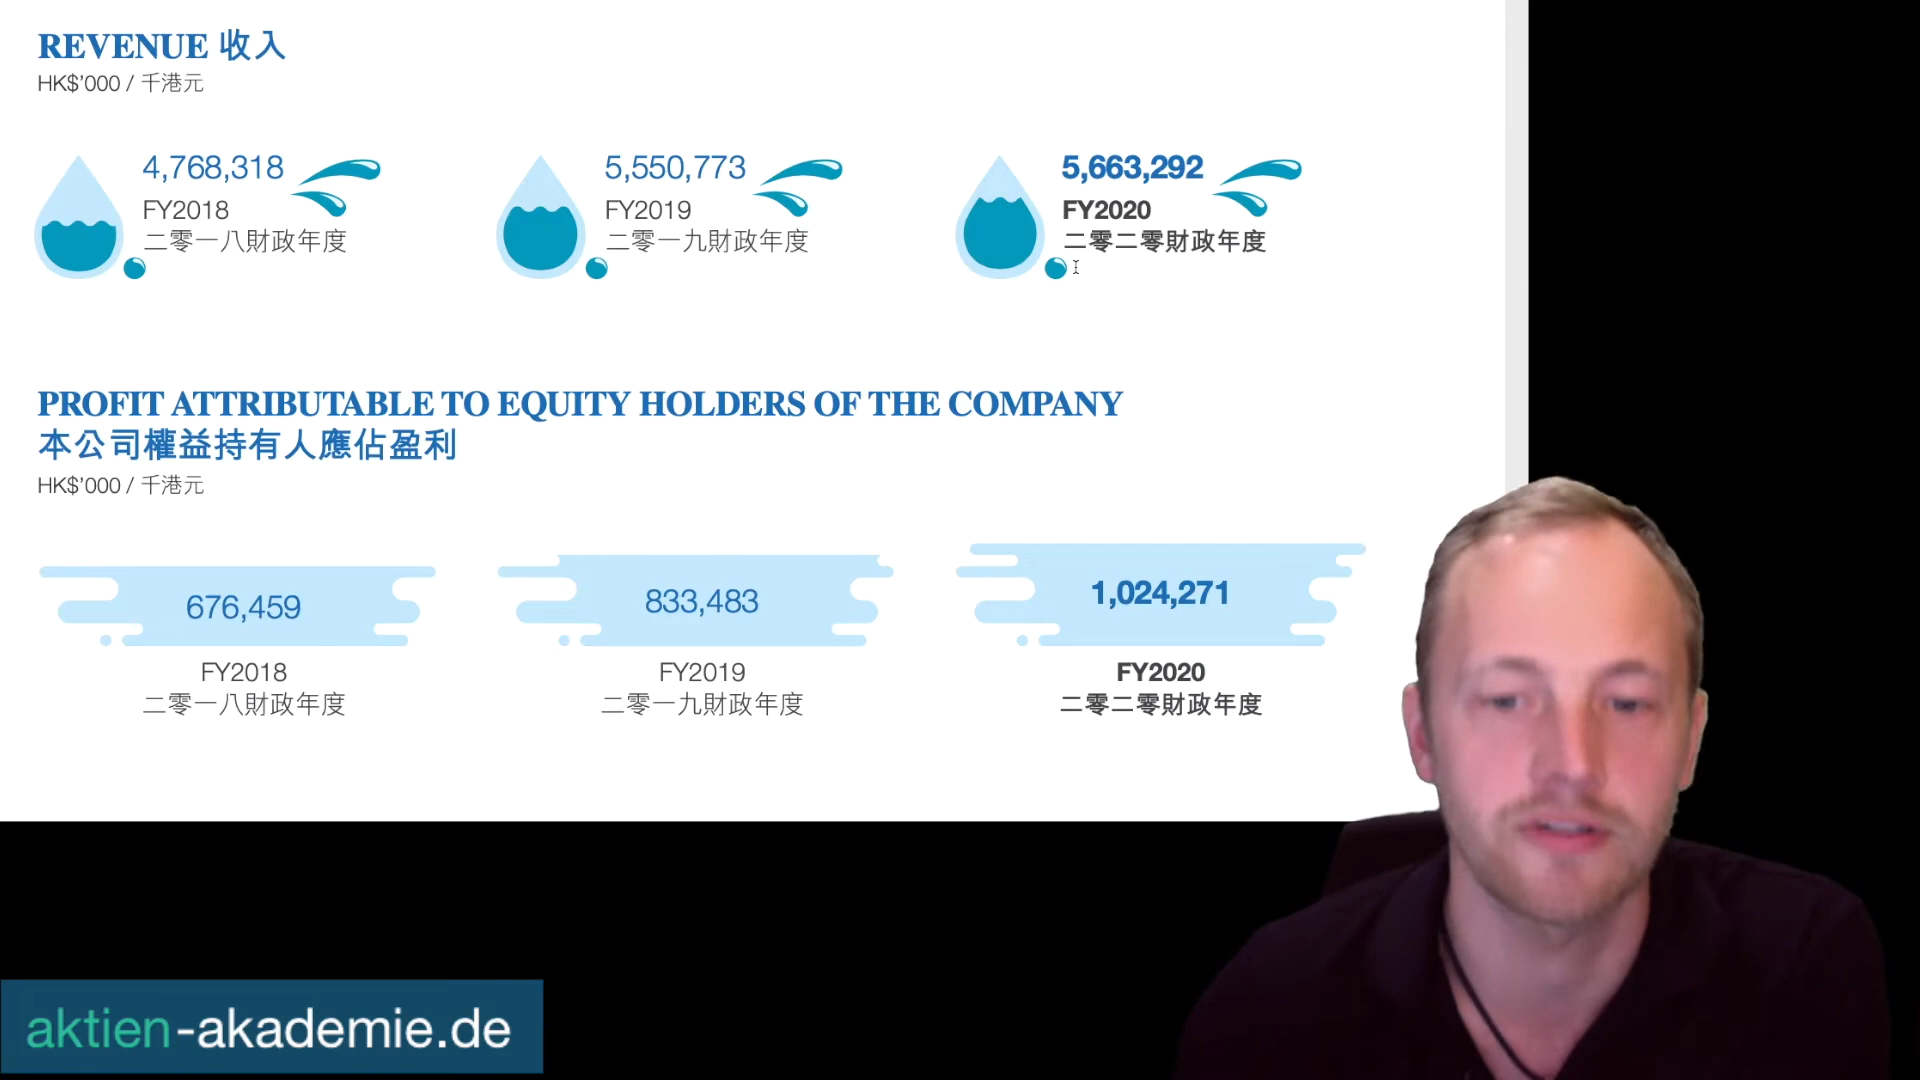 REVENUE 收入
HK$'000 / 千港元
4,768,318
FY2018
二零一八財政年度
5,550,773
FY2019
二零一九財政年度
5,663,292
FY2020
二零二零財政年度
PROFIT ATTRIBUTABLE TO EQUITY HOLDERS OF THE COMPANY
本公司權益持有人應佔盈利
HK$'000 / 千港元
676,459
FY2018
二零一八財政年度
833,483
FY2019
二零一九財政年度
1,024,271
FY2020
二零二零財政年度
aktien-akademie.de